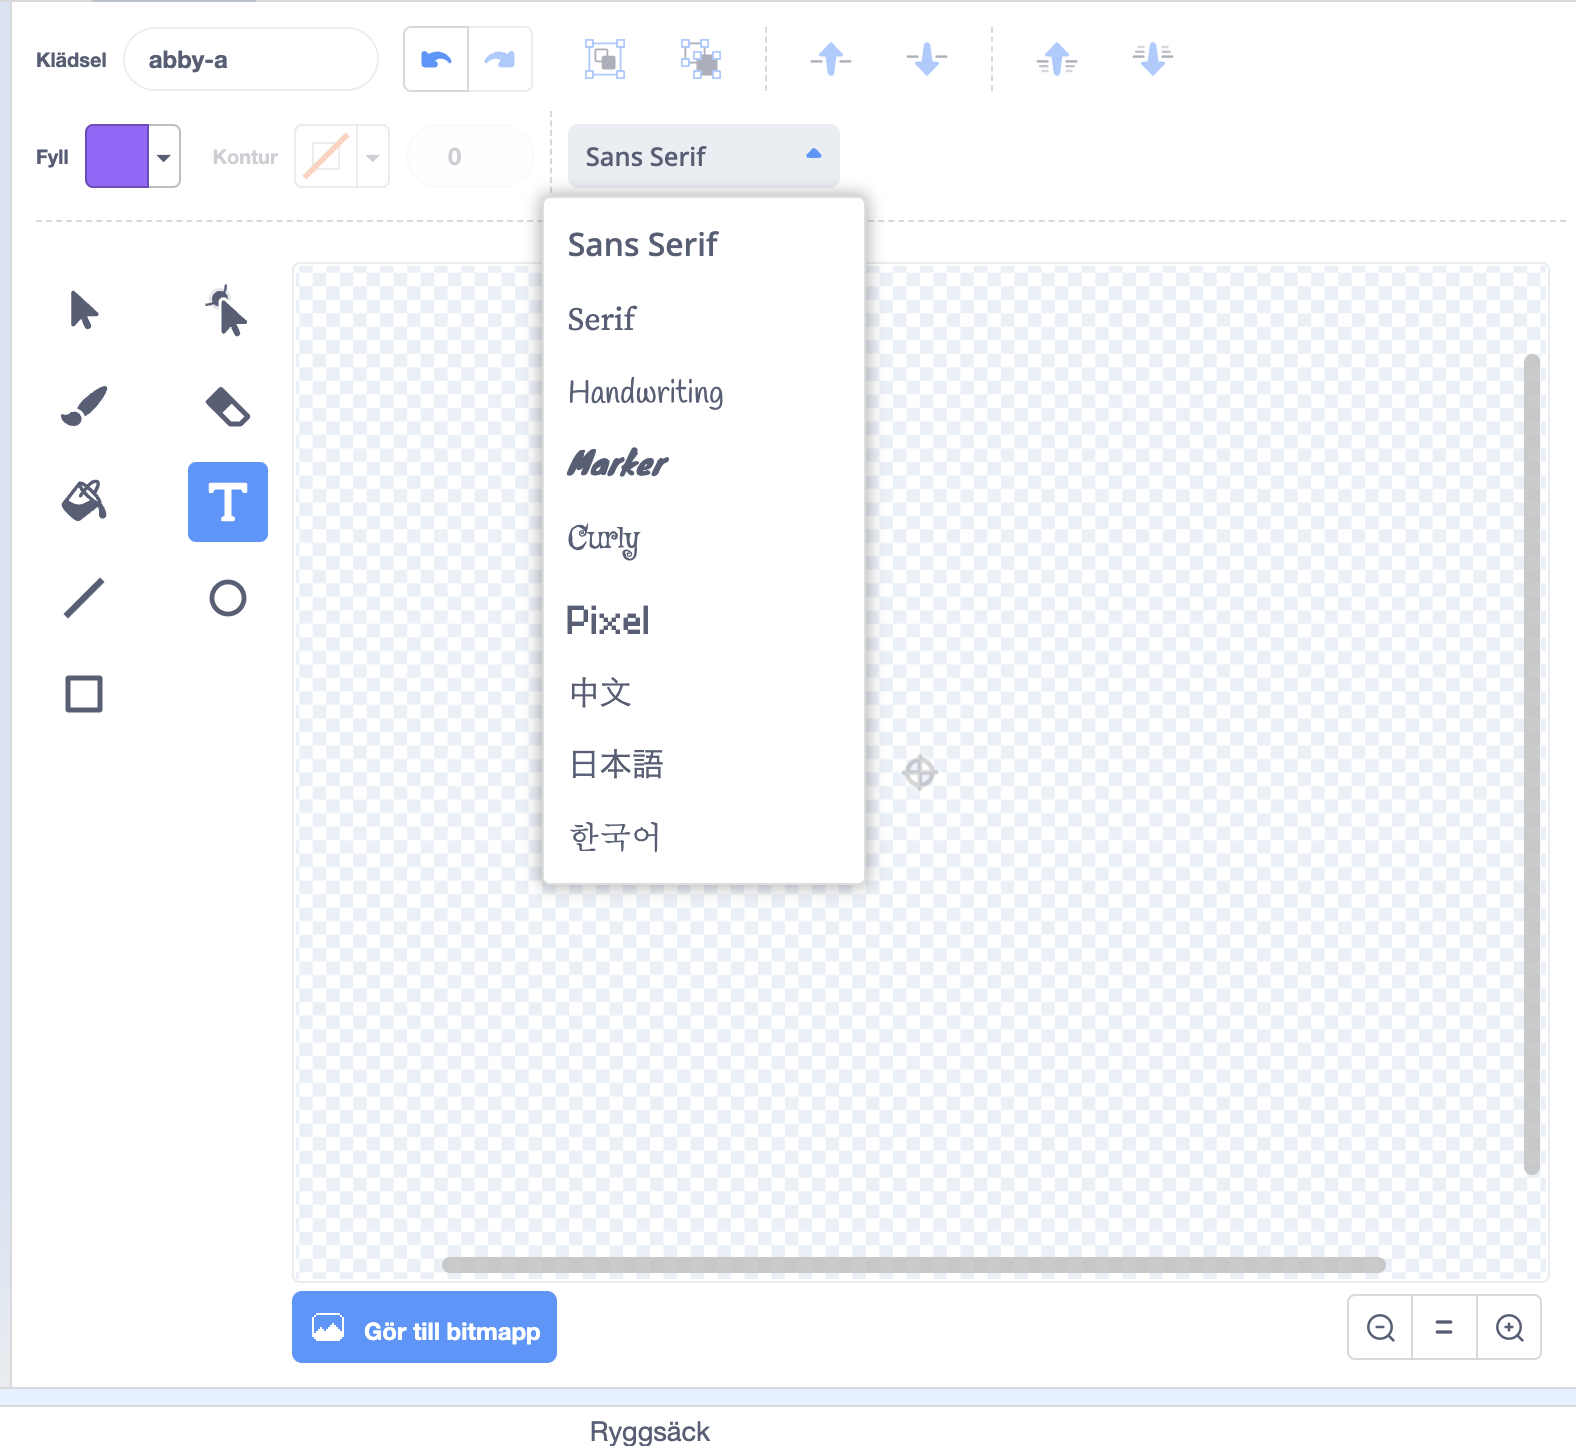 Klädsel abby-a
Fyll Kontur 0 Sans Serif
Sans Serif
Serif
Handwriting
Marker
Curly
Pixel
中文
日本語
한국어
Gör till bitmapp
Ryggsäck